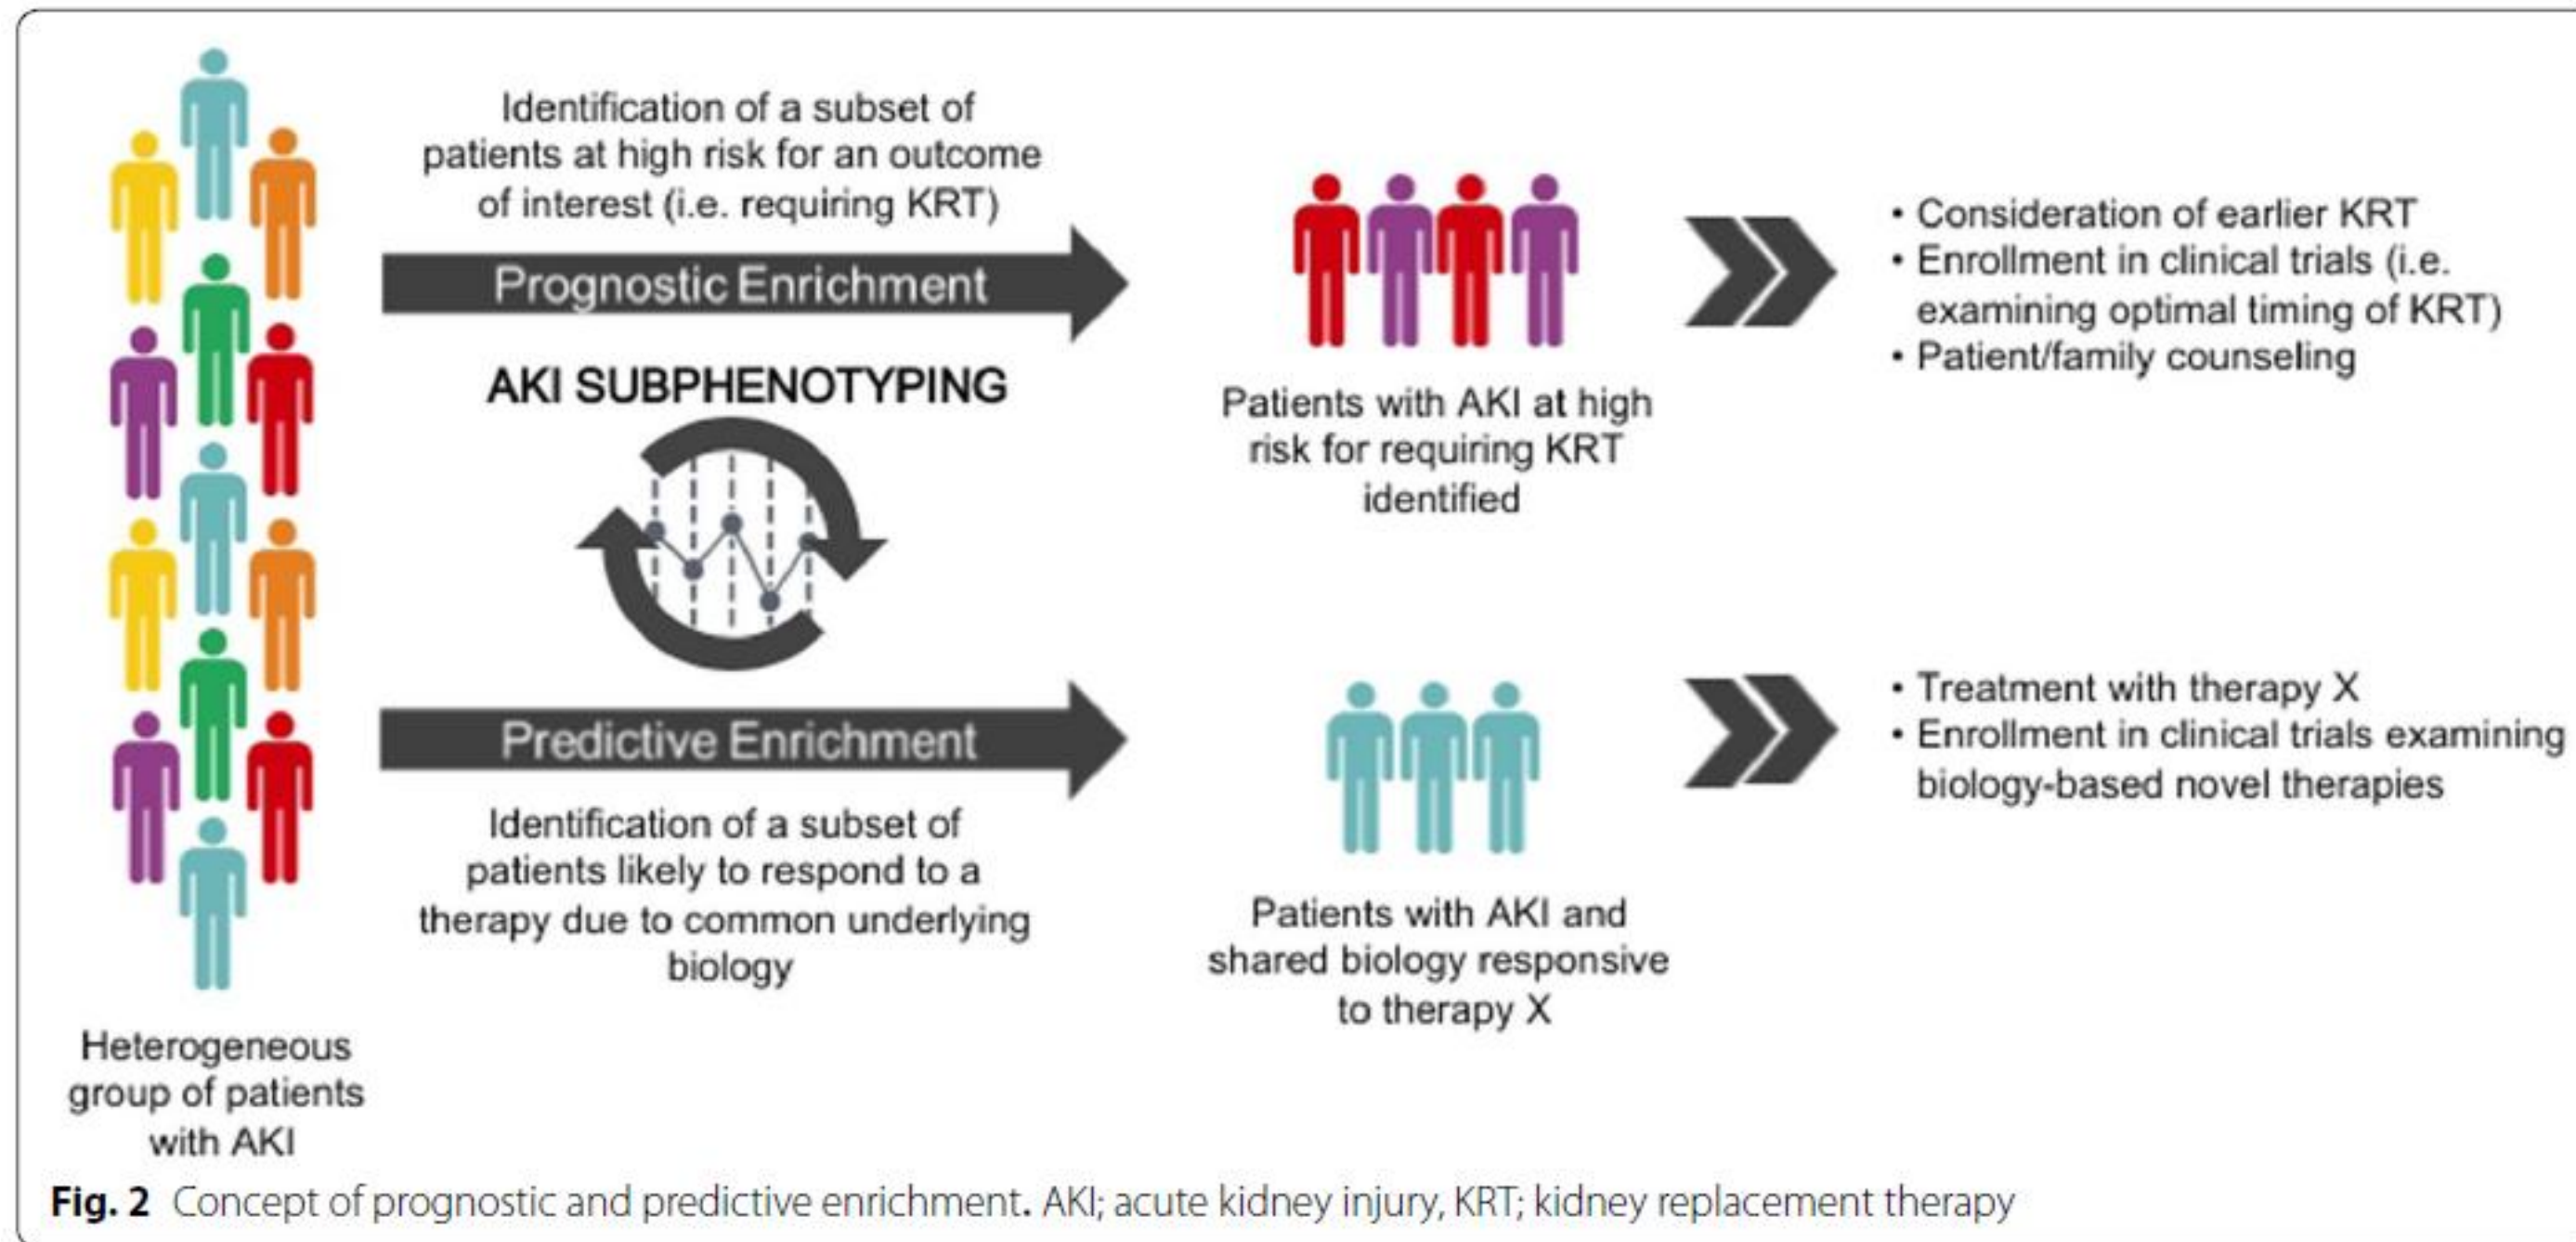 Identification of a subset of
patients at high risk for an outcome
of interest (i.e. requiring KRT)
Prognostic Enrichment
AKI SUBPHENOTYPING
Predictive Enrichment
Identification of a subset of
patients likely to respond to a
therapy due to common underlying
biology
Heterogeneous
group of patients
with AKI
Patients with AKI at high
risk for requiring KRT
identified
• Consideration of earlier KRT
• Enrollment in clinical trials (i.e.
examining optimal timing of KRT)
• Patient/family counseling
Patients with AKI and
shared biology responsive
to therapy X
• Treatment with therapy X
• Enrollment in clinical trials examining
biology-based novel therapies
Fig. 2 Concept of prognostic and predictive enrichment. AKI; acute kidney injury, KRT; kidney replacement therapy